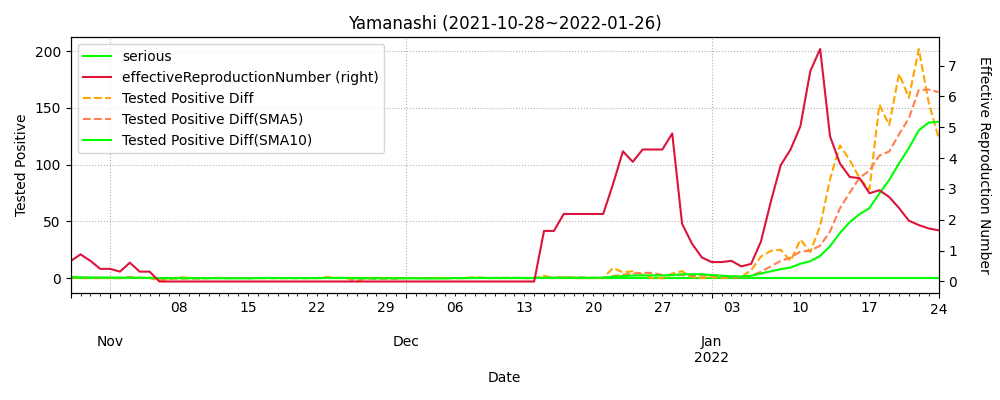 Yamanashi (2021-10-28~2022-01-26)
serious
effectiveReproductionNumber (right)
Tested Positive Diff
Tested Positive Diff(SMA5)
Tested Positive Diff(SMA10)
Tested Positive
200
150
100
50
0
Effective Reproduction Number
7
6
5
4
3
2
1
0
08 15 22 29 06 13 20 27 03 10 17 24
Nov Dec Jan
2022
Date